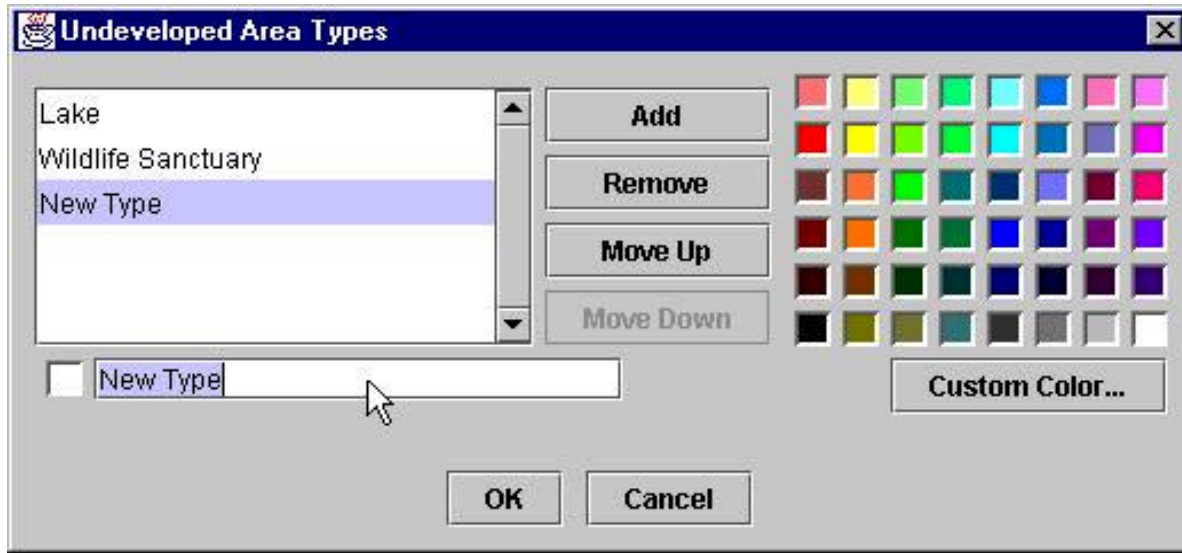 Undeveloped Area Types
Lake
Wildlife Sanctuary
New Type
Add
Remove
Move Up
Move Down
New Type
Custom Color...
OK
Cancel